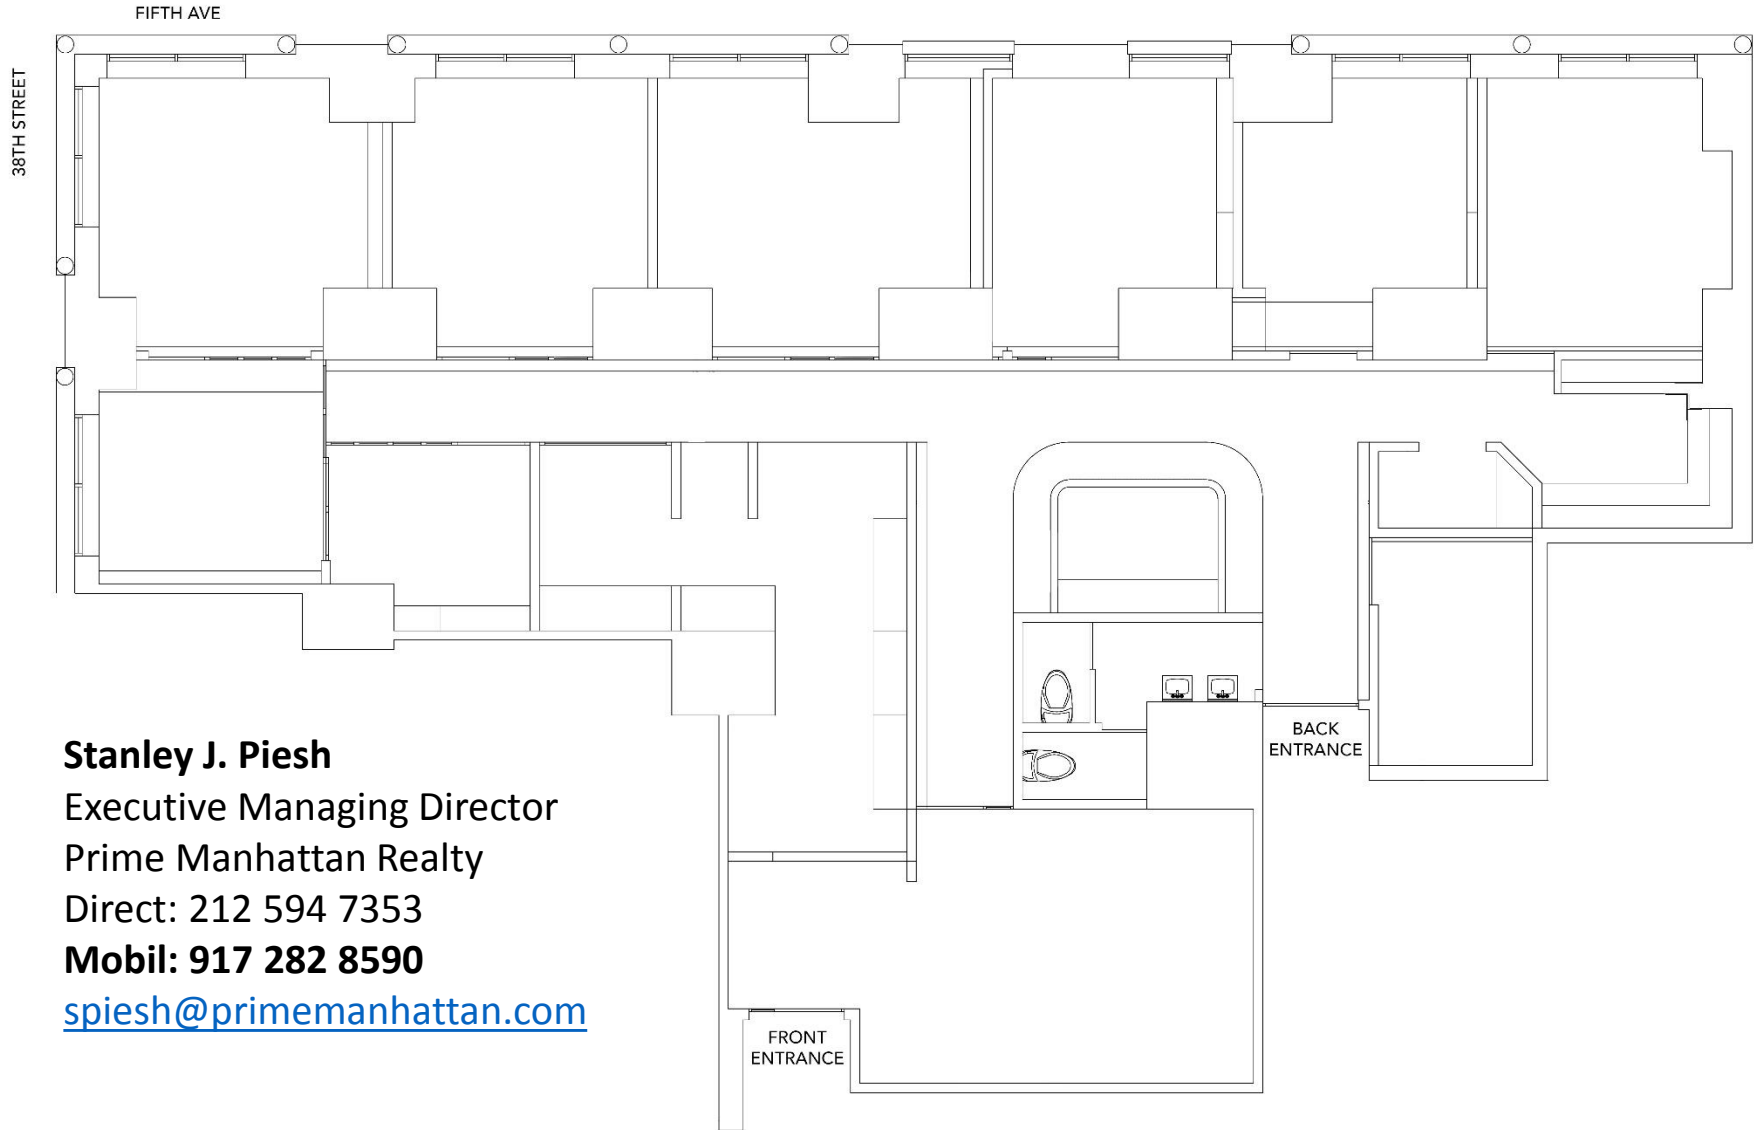 FIFTH AVE
38TH STREET
BACK
ENTRANCE
Stanley J. Piesh
Executive Managing Director
Prime Manhattan Realty
Direct: 212 594 7353
Mobil: 917 282 8590
spiesh@primemanhattan.com
FRONT
ENTRANCE